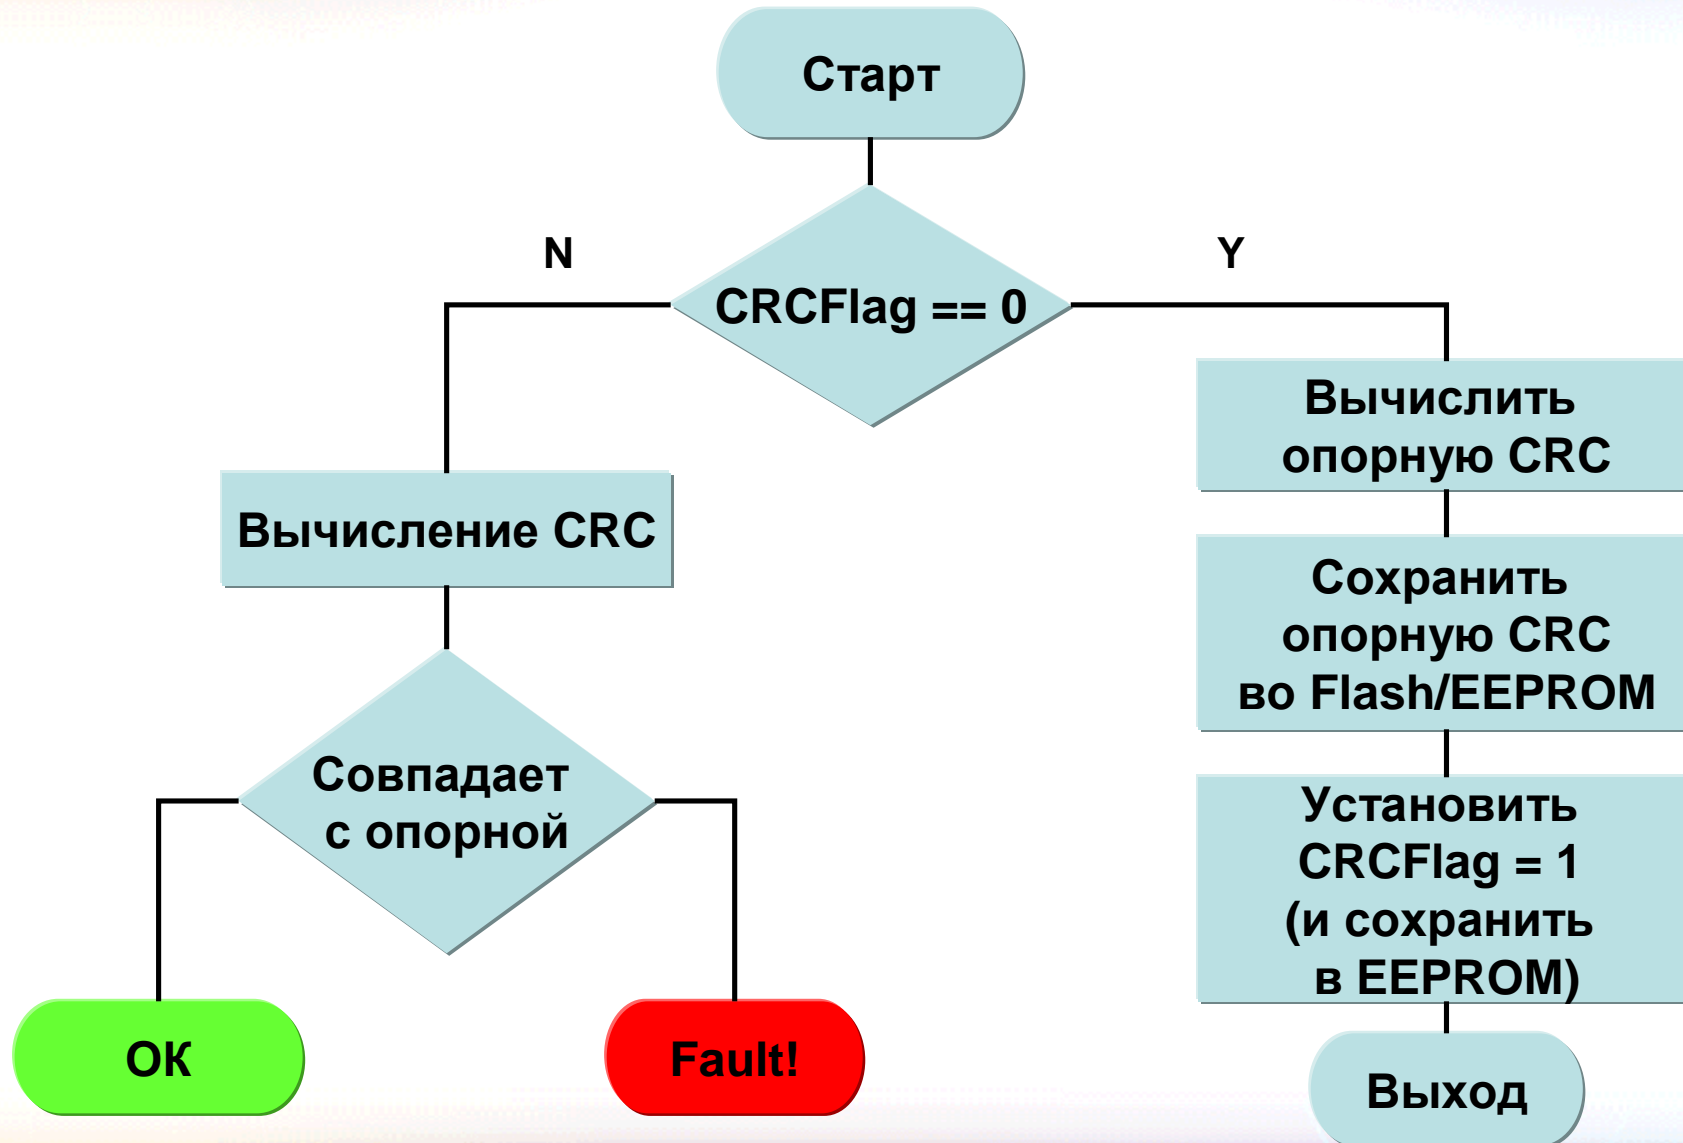 Старт
N
Y
CRCFlag == 0
Вычислить
опорную CRC
Вычисление CRC
Сохранить
опорную CRC
во Flash/EEPROM
Совпадает
с опорной
Установить
CRCFlag = 1
(и сохранить
в EEPROM)
ОК
Fault!
Выход